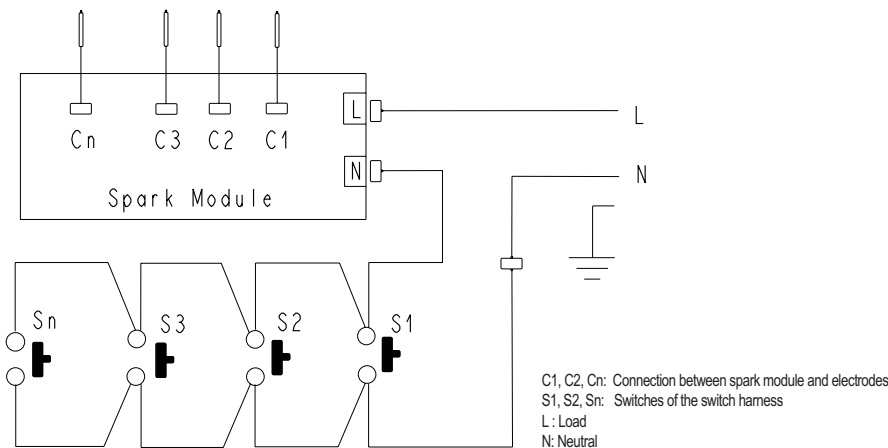 L
L
Cn C3 C2 C1
N
N
Spark Module
Sn S3 S2 S1
C1, C2, Cn: Connection between spark module and electrodes
S1, S2, Sn: Switches of the switch harness
L : Load
N: Neutral